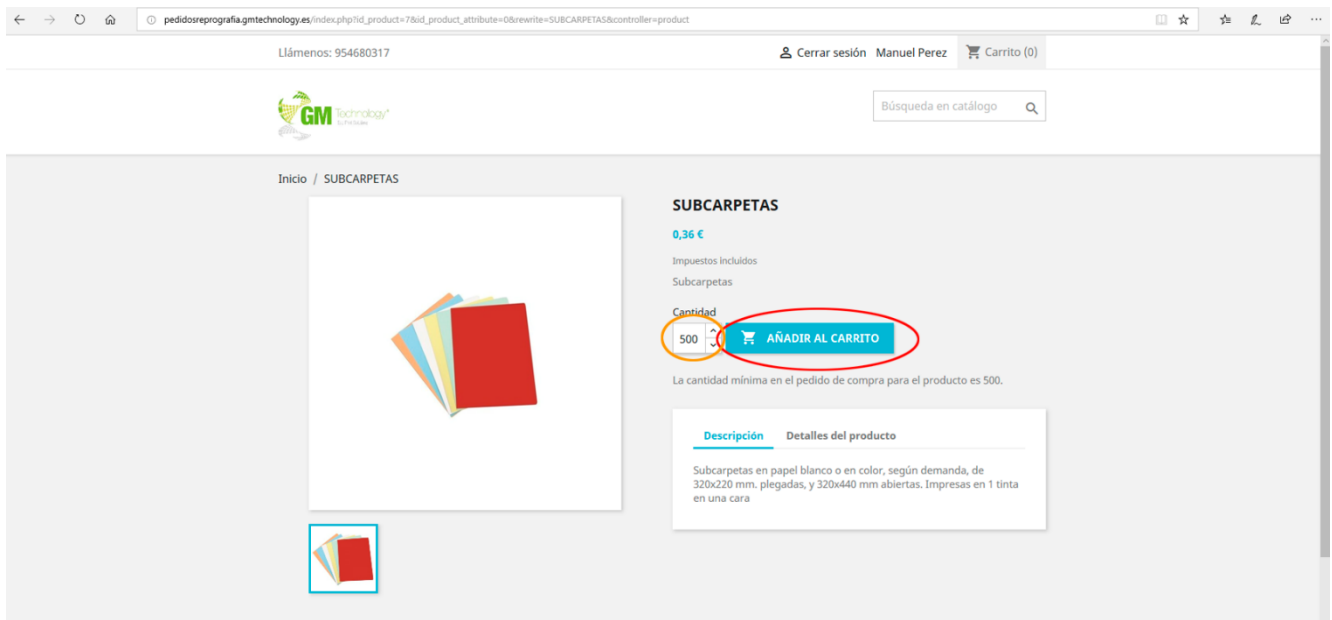 pedidosreprografia.gmtechnology.es/index.php?id_product=7&id_product_attribute=0&rewrite=SUBCARPETAS&controller=product
Llámenos: 954680317
Cerrar sesión Manuel Perez Carrito (0)
GM Technology
Búsqueda en catálogo
Inicio / SUBCARPETAS
SUBCARPETAS
0,36 €
Impuestos incluidos
Subcarpetas
Cantidad
500 AÑADIR AL CARRITO
La cantidad mínima en el pedido de compra para el producto es 500.
Descripción Detalles del producto
Subcarpetas en papel blanco o en color, según demanda, de
320x220 mm. plegadas, y 320x440 mm abiertas. Impresas en 1 tinta
en una cara